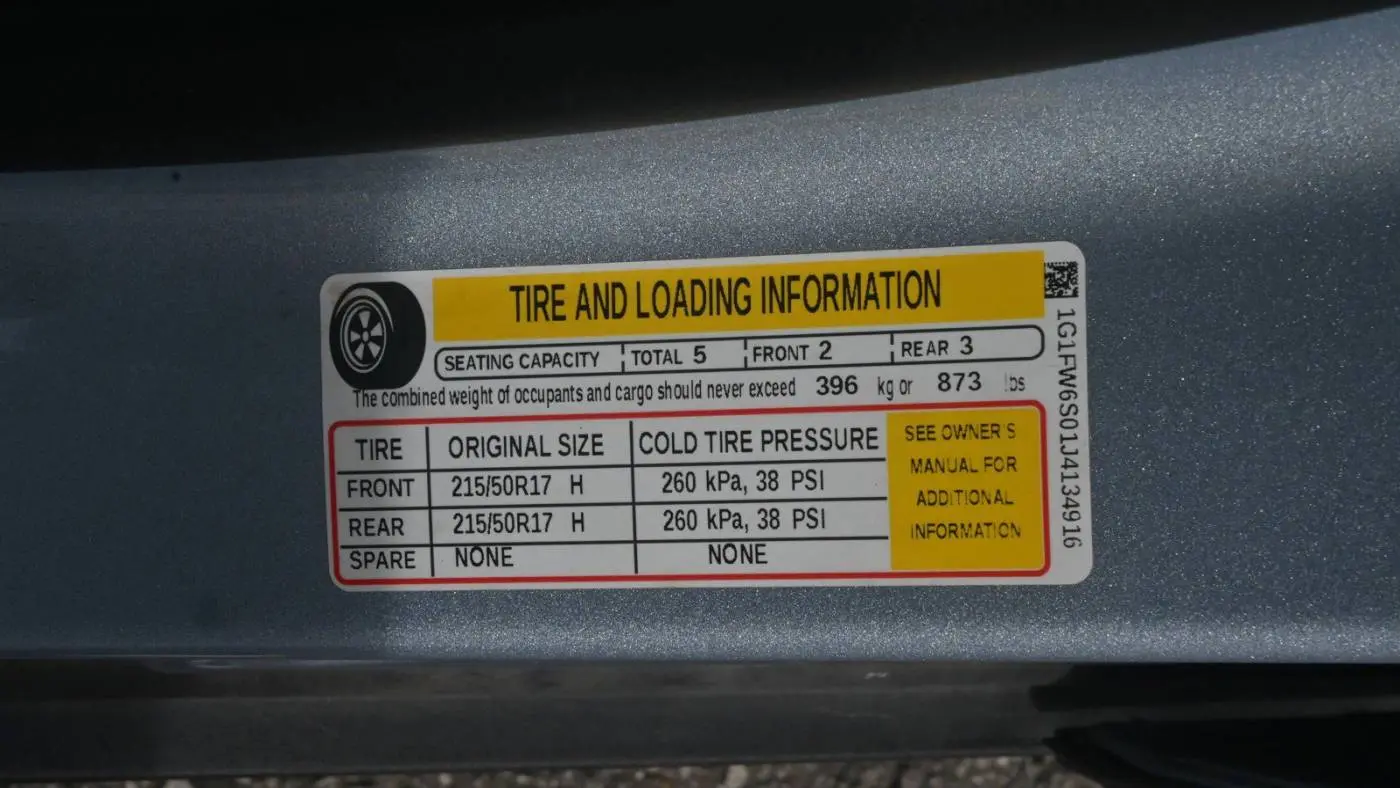 TIRE AND LOADING INFORMATION
SEATING CAPACITY TOTAL 5 FRONT 2 REAR 3
The combined weight of occupants and cargo should never exceed 396 kg or 873 lbs
TIRE ORIGINAL SIZE COLD TIRE PRESSURE
FRONT 215/50R17 H 260 kPa, 38 PSI
REAR 215/50R17 H 260 kPa, 38 PSI
SPARE NONE NONE
SEE OWNER'S
MANUAL FOR
ADDITIONAL
INFORMATION
1G1FW6S01J4134916